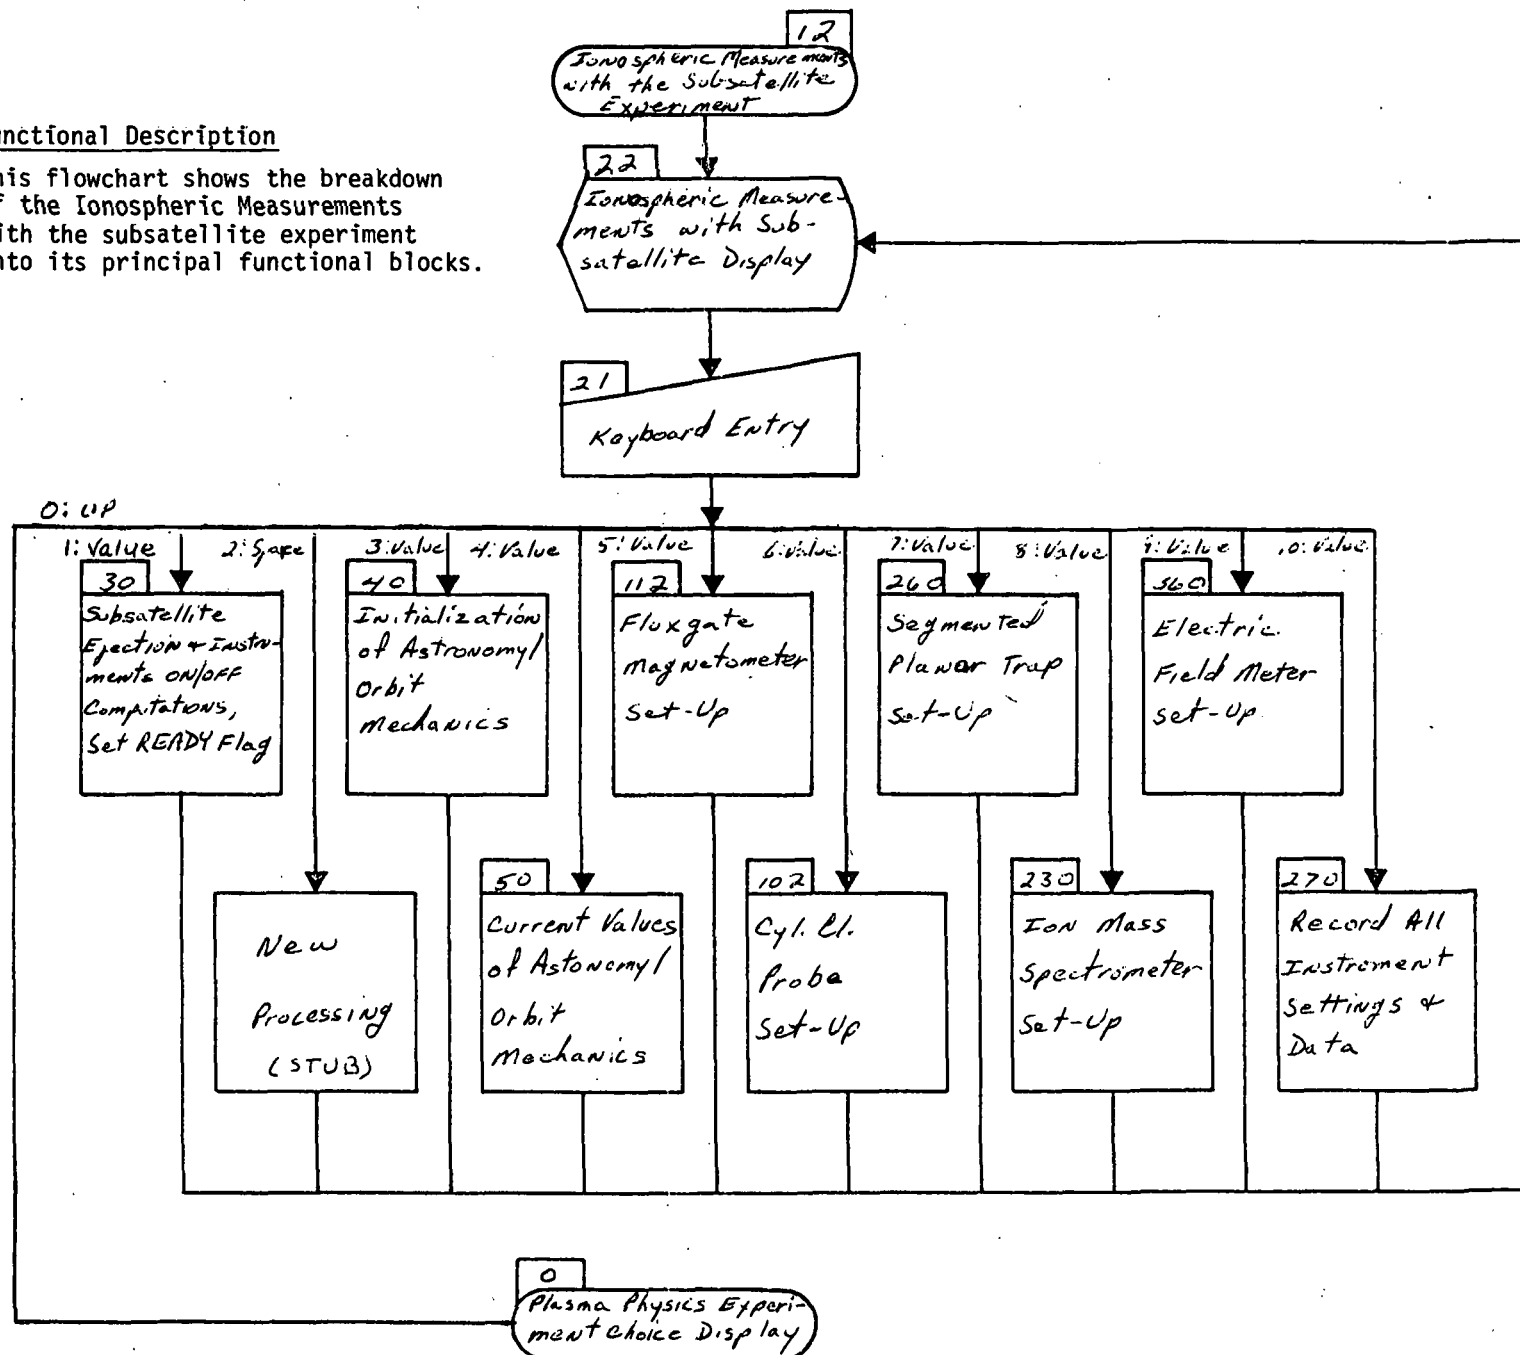 12
Ionospheric Measurements
with the Subsatellite
Experiment
unctional Description
his flowchart shows the breakdown
f the Ionospheric Measurements
ith the subsatellite experiment
nto its principal functional blocks.
22
Ionospheric Measure-
ments with Sub-
satellite Display
21
Keyboard Entry
0: UP
1: Value
2: Spare
3: Value
4: Value
5: Value
6: Value
7: Value
8: Value
9: Value
10: Value
30
Subsatellite
Ejection & Instru-
ments ON/OFF
Computations,
Set READY Flag
40
Initialization
of Astronomy/
Orbit
Mechanics
112
Fluxgate
Magnetometer
Set-Up
260
Segmented
Planar Trap
Set-Up
360
Electric
Field Meter
Set-Up
New
Processing
(STUB)
50
Current Values
of Astonomy/
Orbit
Mechanics
102
Cyl. El.
Probe
Set-Up
230
Ion Mass
Spectrometer
Set-Up
270
Record All
Instroment
Settings &
Data
0
Plasma Physics Experi-
ment Choice Display